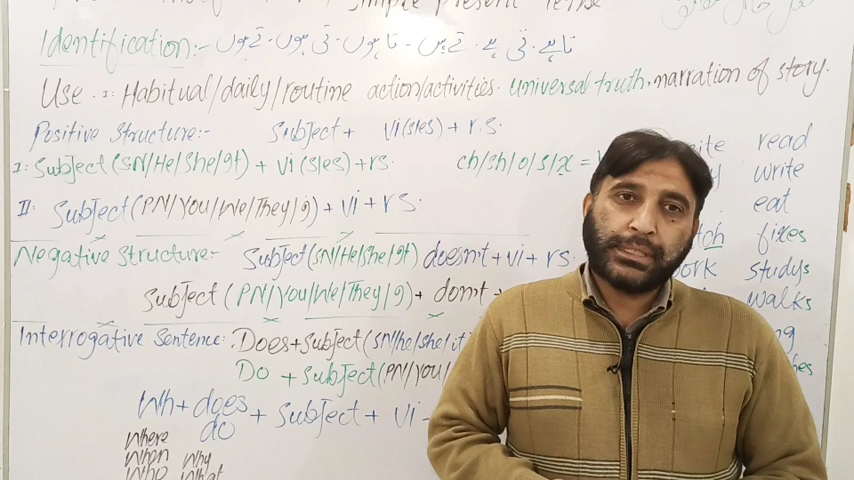 Simple Present Tense
Identification:- تا ہے۔ تی ہے۔ تے ہیں۔ تا ہوں۔ تی ہوں۔ تے ہوں
Use. I: Habitual/daily/routine action/activities. universal truth. narration of story.
Positive Structure:- Subject + vi(s/es) + r.s.
I: Subject(SN/He/She/It) + vi(s/es) + rs. ch/sh/o/s/x =
II: Subject(PN/You/We/They/I) + vi + rs.
Negative Structure:- Subject(SN/He/She/It) doesn't + vi + rs.
Subject(PN/You/We/They/I) + don't +
Interrogative Sentence: Does + Subject(SN/he/she/it)
Do + Subject(PN/you/
Wh + does + Subject + vi
do
Where
When Why
Who What
read
write
eat
fixes
studys
walks